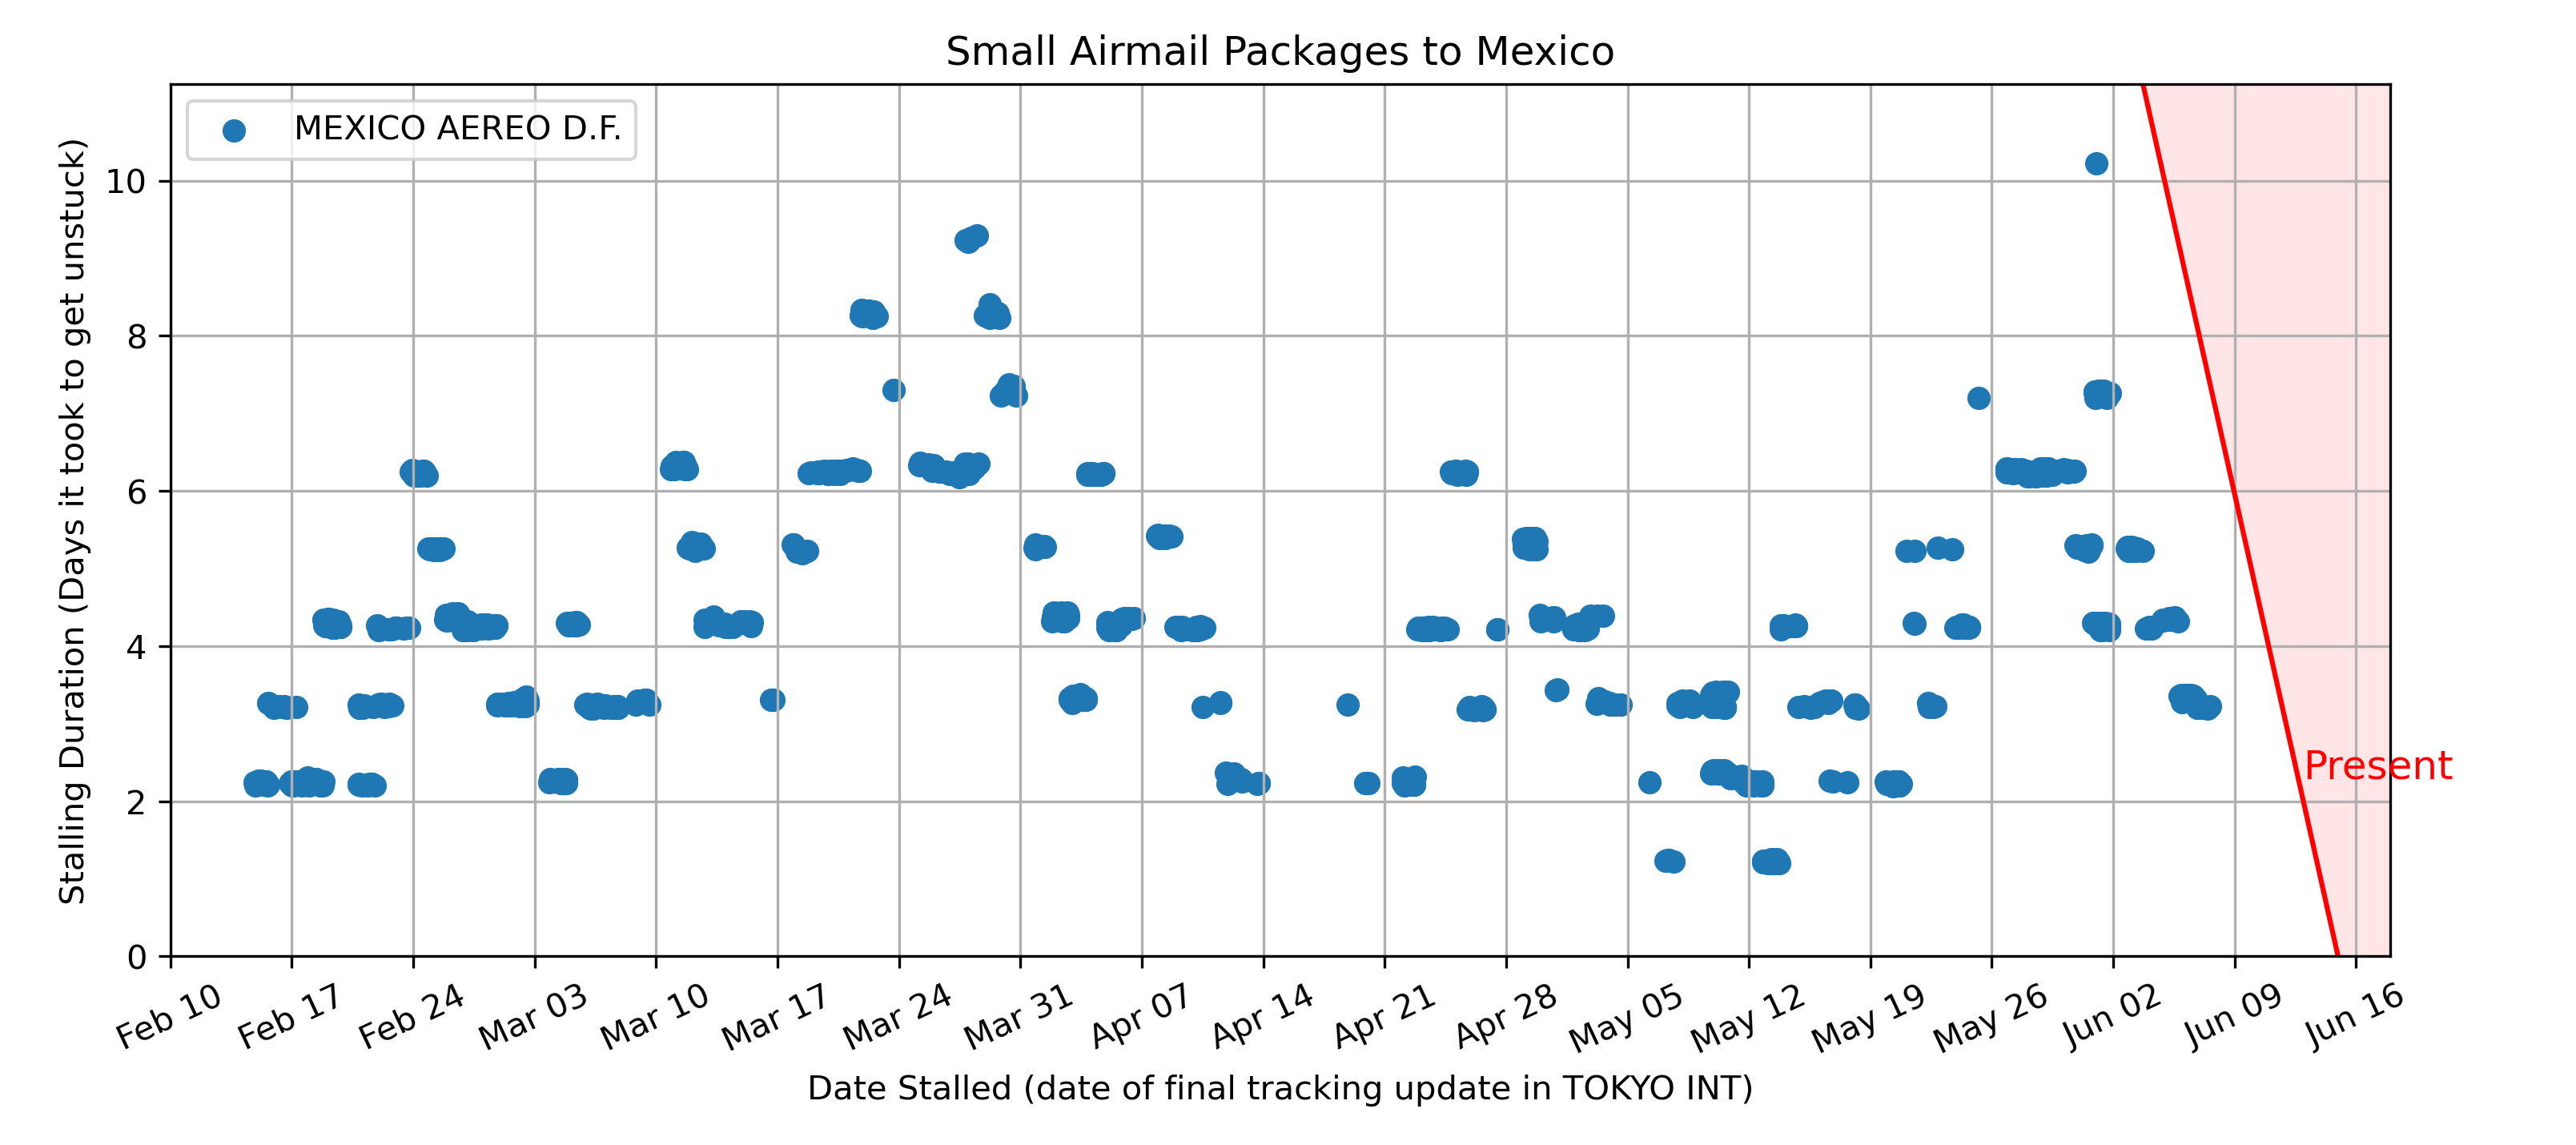 Small Airmail Packages to Mexico
MEXICO AEREO D.F.
Stalling Duration (Days it took to get unstuck)
10
8
6
4
2
0
Present
Feb 10
Feb 17
Feb 24
Mar 03
Mar 10
Mar 17
Mar 24
Mar 31
Apr 07
Apr 14
Apr 21
Apr 28
May 05
May 12
May 19
May 26
Jun 02
Jun 09
Jun 16
Date Stalled (date of final tracking update in TOKYO INT)